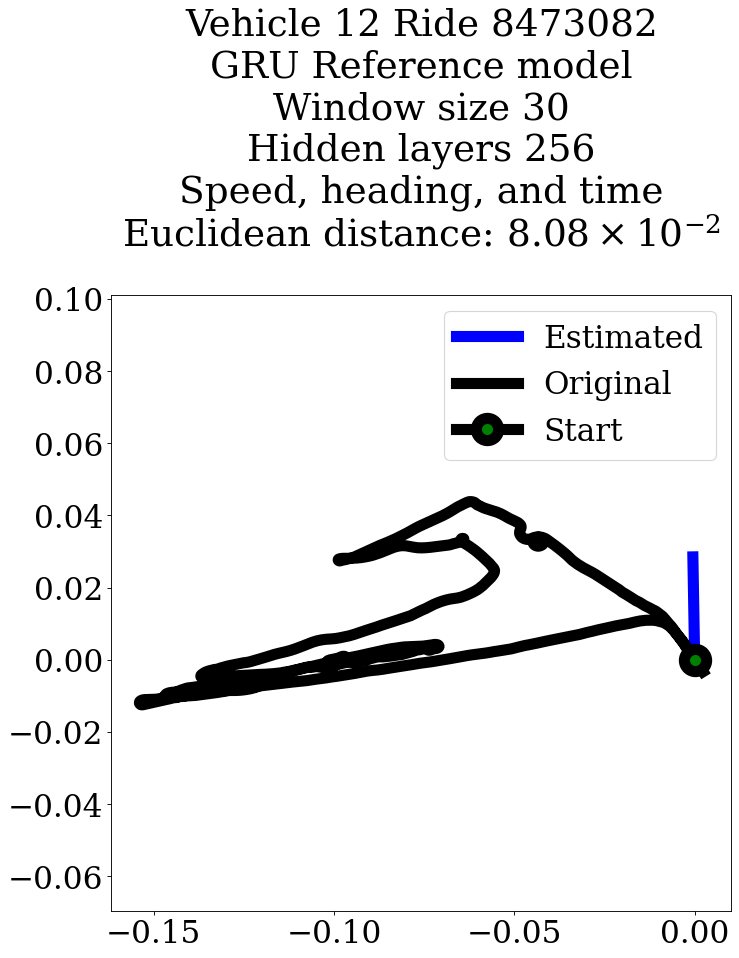 Vehicle 12 Ride 8473082
GRU Reference model
Window size 30
Hidden layers 256
Speed, heading, and time
Euclidean distance: 8.08 × 10⁻²
0.10
Estimated
0.08
Original
0.06
Start
0.04
0.02
0.00
−0.02
−0.04
−0.06
−0.15 −0.10 −0.05 0.00